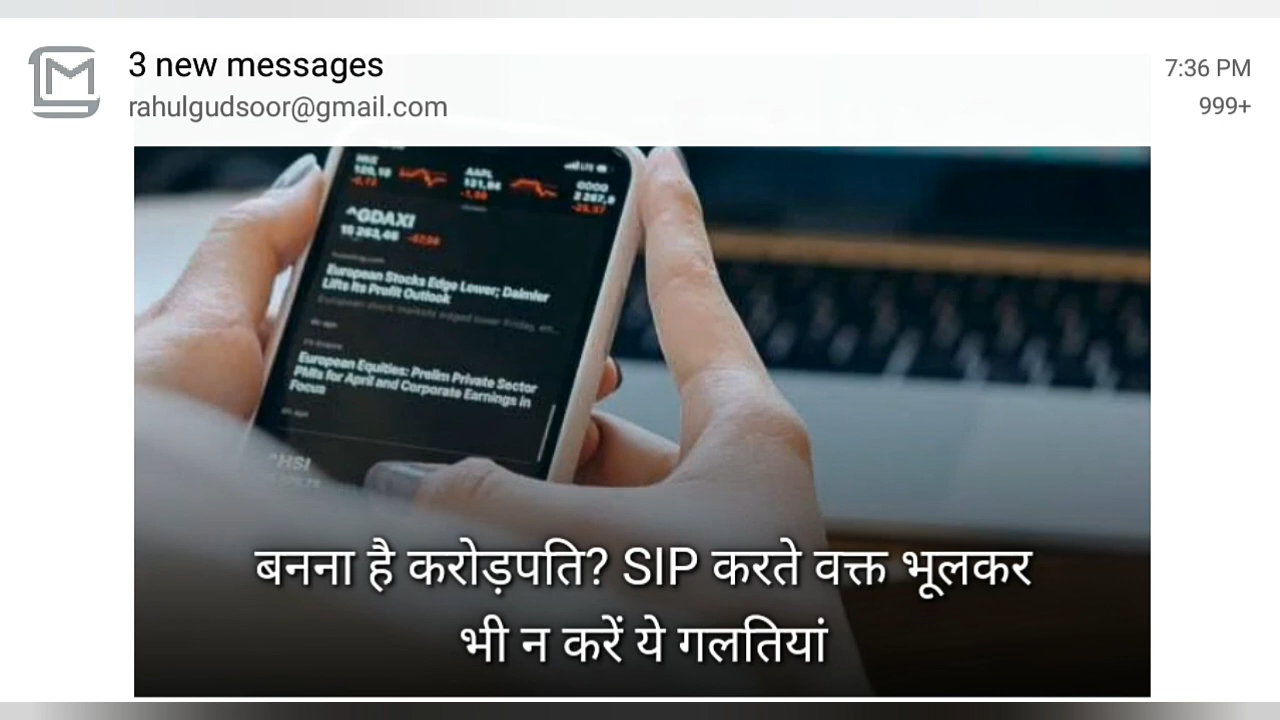 3 new messages
7:36 PM
rahulgudsoor@gmail.com
999+
AAPL
GOOG
^GDAXI
European Stocks Edge Lower; Daimler
Lifts Its Profit Outlook
European Equities: Prelim Private Sector
PMIs for April and Corporate Earnings in
Focus
^HSI
बनना है करोड़पति? SIP करते वक्त भूलकर
भी न करें ये गलतियां